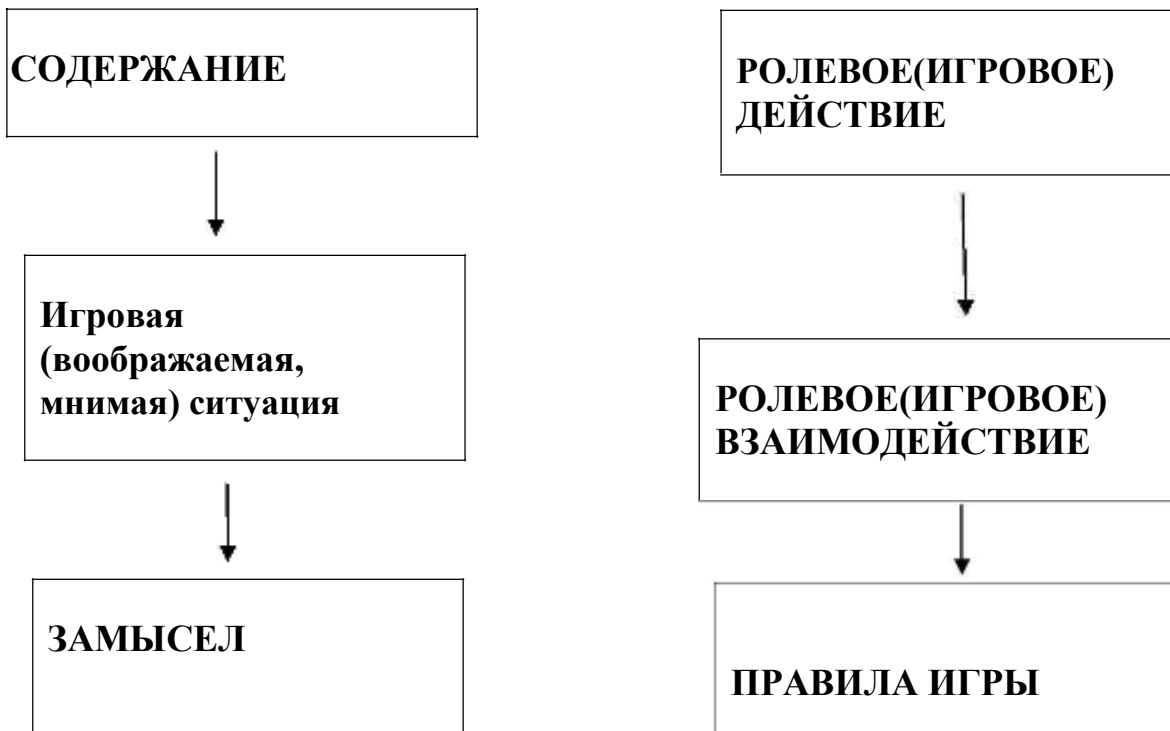 СОДЕРЖАНИЕ
Игровая
(воображаемая,
мнимая) ситуация
ЗАМЫСЕЛ
РОЛЕВОЕ(ИГРОВОЕ)
ДЕЙСТВИЕ
РОЛЕВОЕ(ИГРОВОЕ)
ВЗАИМОДЕЙСТВИЕ
ПРАВИЛА ИГРЫ